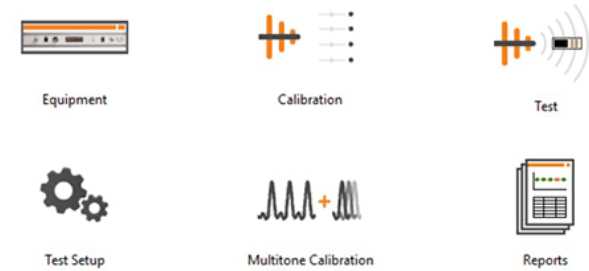 Equipment
Calibration
Test
Test Setup
Multitone Calibration
Reports